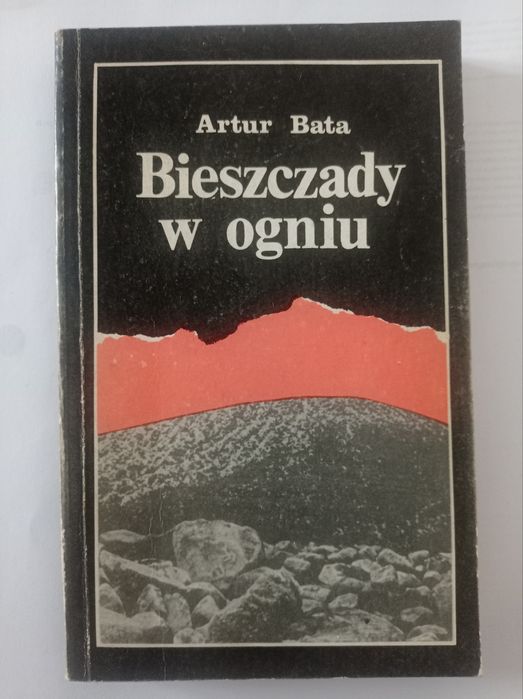 Artur Bata
Bieszczady
w ogniu